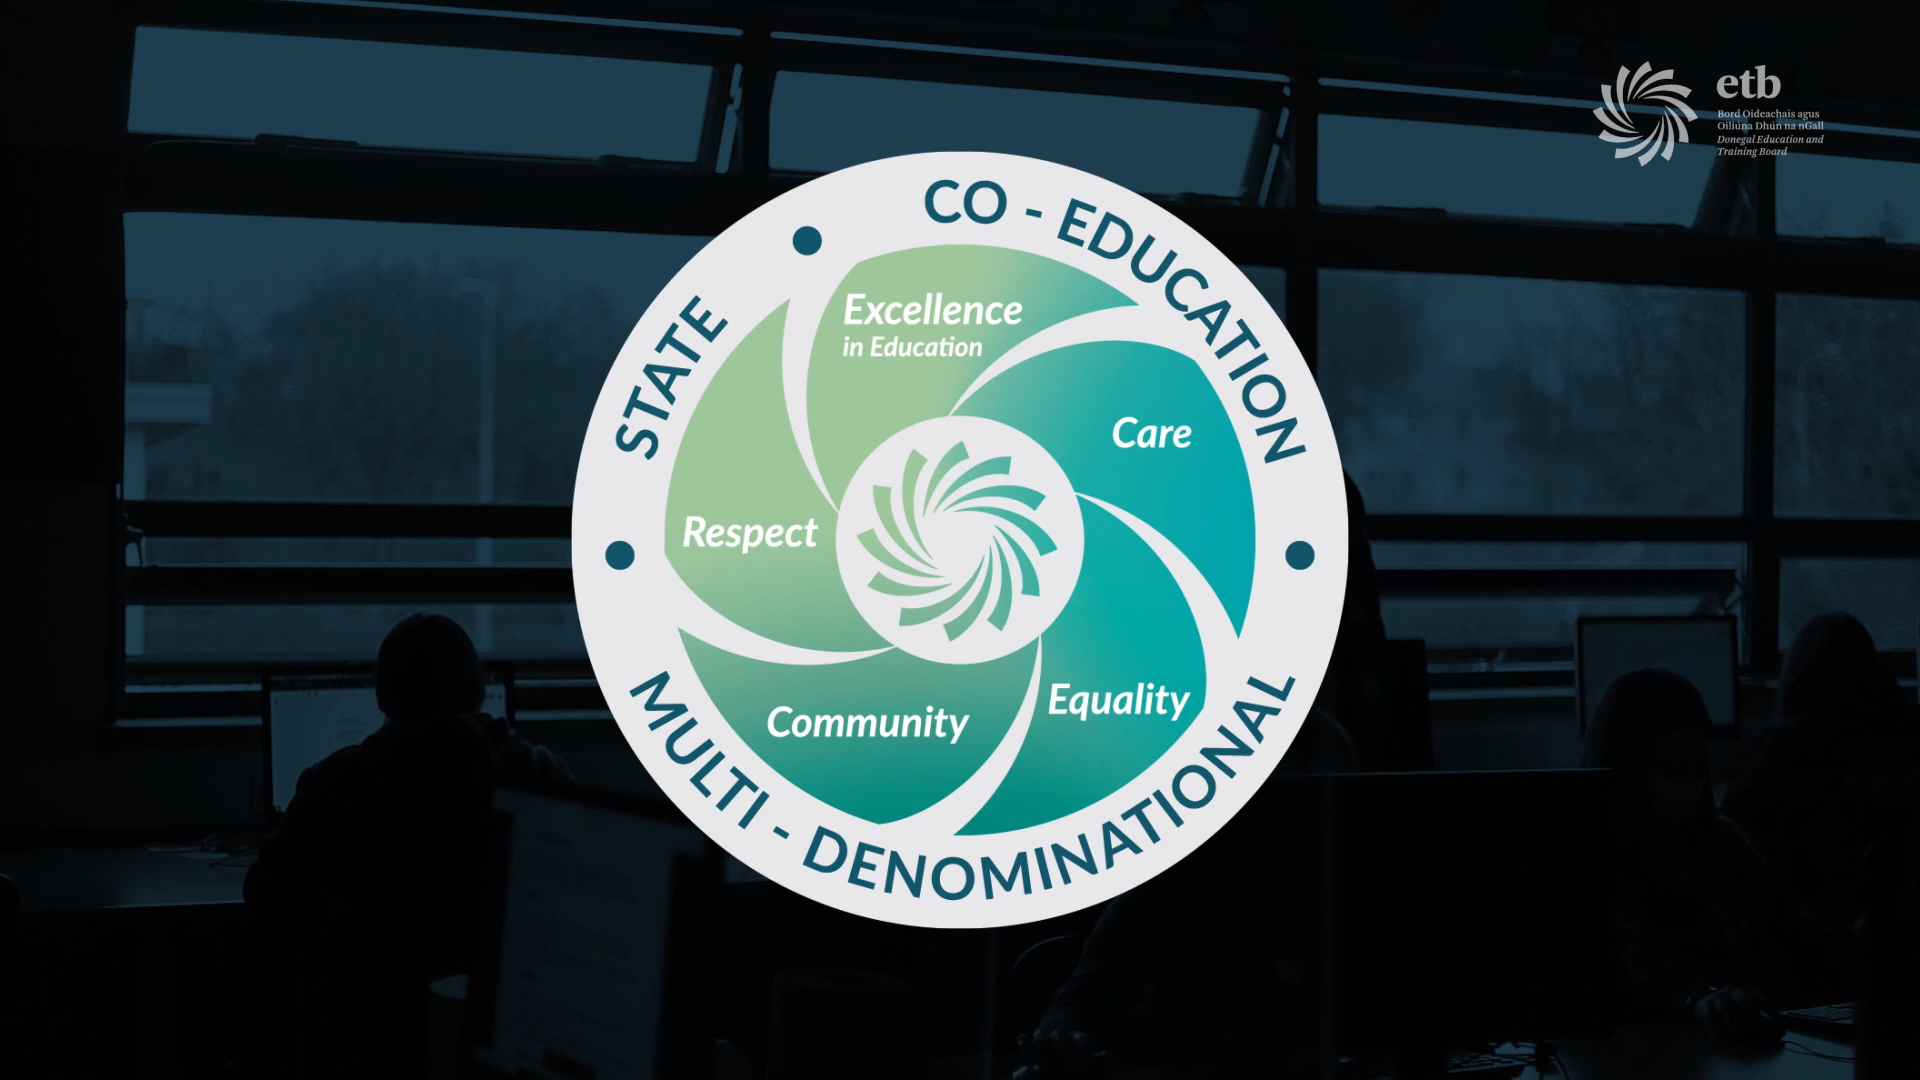 etb
Bord Oideachais agus
Oiliúna Dhún na nGall
Donegal Education and
Training Board
STATE
CO - EDUCATION
MULTI - DENOMINATIONAL
Excellence
in Education
Care
Respect
Equality
Community